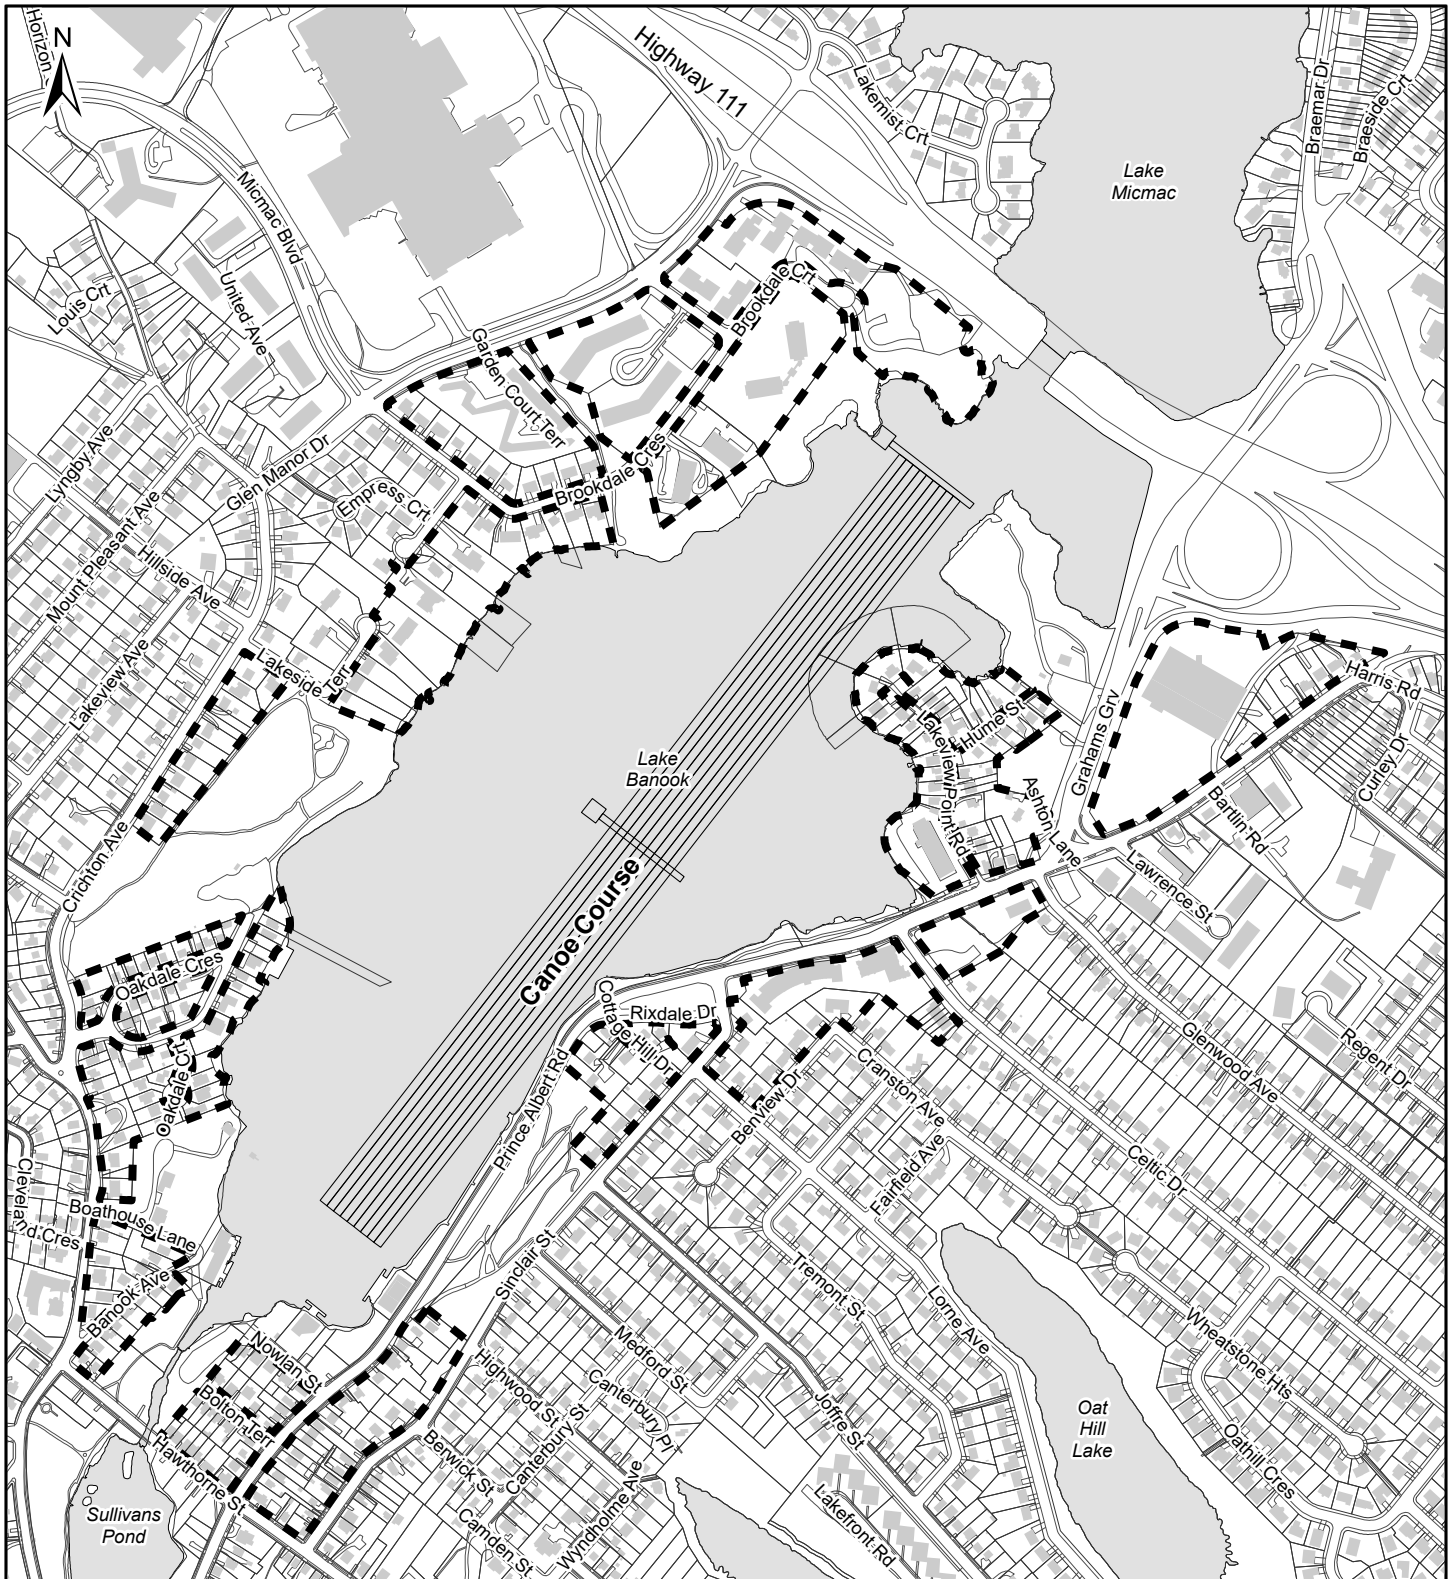 N
Horizon
Highway 111
Lakemist Crt
Braemar Dr
Braeside Crt
Lake
Micmac
Micmac Blvd
Louis Crt
United Ave
Brookdale Crt
Garden Court Terr
Lyngby Ave
Glen Manor Dr
Empress Crt
Brookdale Cres
Mount Pleasant Ave
Hillside Ave
Lakeview Ave
Lakeside Terr
Harris Rd
Hume St
Lakeview Point Rd
Grahams Grv
Curley Dr
Lake
Banook
Ashton Lane
Bartlin Rd
Crichton Ave
Lawrence St
Canoe Course
Oakdale Cres
Rixdale Dr
Cottage Hill Dr
Glenwood Ave
Regent Dr
Oakdale Crt
Prince Albert Rd
Benview Dr
Cranston Ave
Fairfield Ave
Celtic Dr
Cleveland Cres
Boathouse Lane
Banook Ave
Sinclair St
Tremont St
Lorne Ave
Wheatstone Hts
Nowlan St
Medford St
Highwood St
Canterbury Pl
Bolton Terr
Joffre St
Oat
Hill
Lake
Hawthorne St
Berwick St
Canterbury St
Oathill Cres
Wyndholme Ave
Sullivans
Pond
Camden St
Lakefront Rd